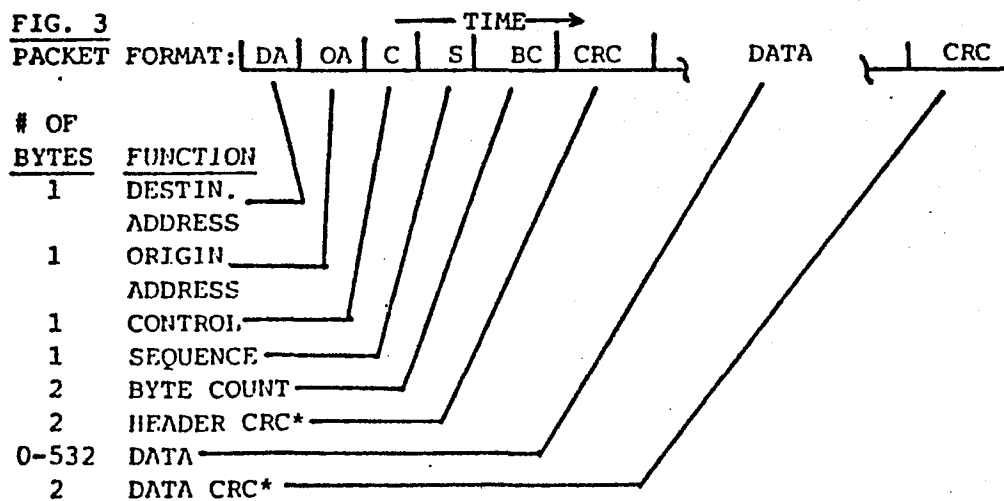 FIG. 3
TIME
PACKET FORMAT: DA OA C S BC CRC DATA CRC
# OF
BYTES FUNCTION
1 DESTIN.
ADDRESS
1 ORIGIN
ADDRESS
1 CONTROL
1 SEQUENCE
2 BYTE COUNT
2 HEADER CRC*
0-532 DATA
2 DATA CRC*